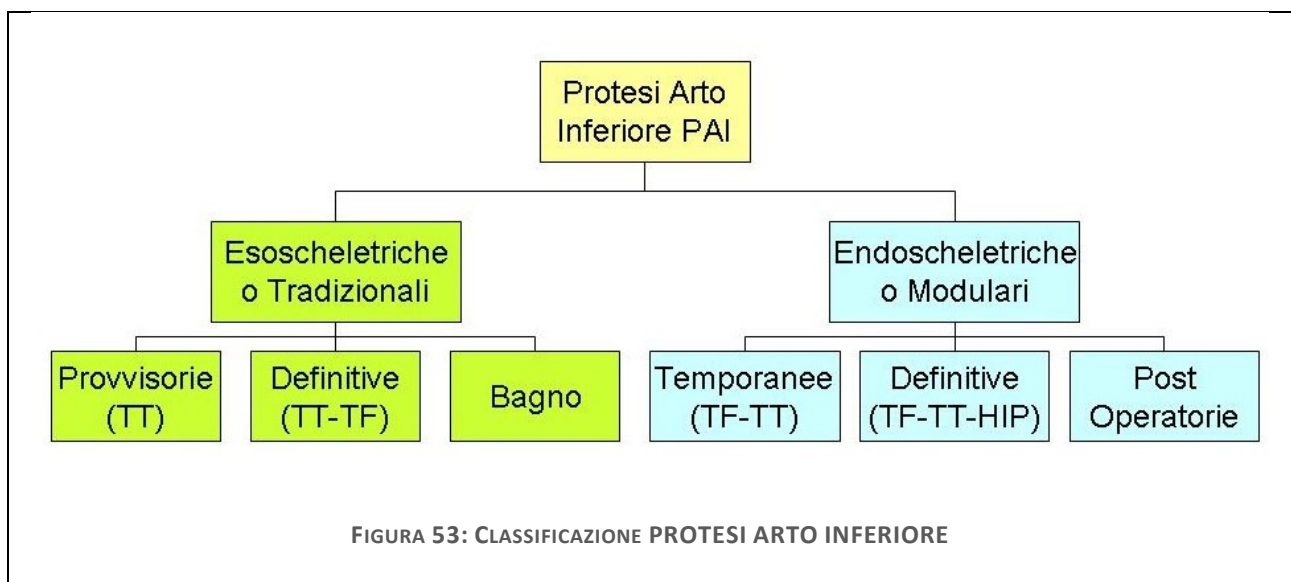 Protesi Arto
Inferiore PAI
Esoscheletriche
o Tradizionali
Endoscheletriche
o Modulari
Provvisorie
(TT)
Definitive
(TT-TF)
Bagno
Temporanee
(TF-TT)
Definitive
(TF-TT-HIP)
Post
Operatorie
FIGURA 53: CLASSIFICAZIONE PROTESI ARTO INFERIORE